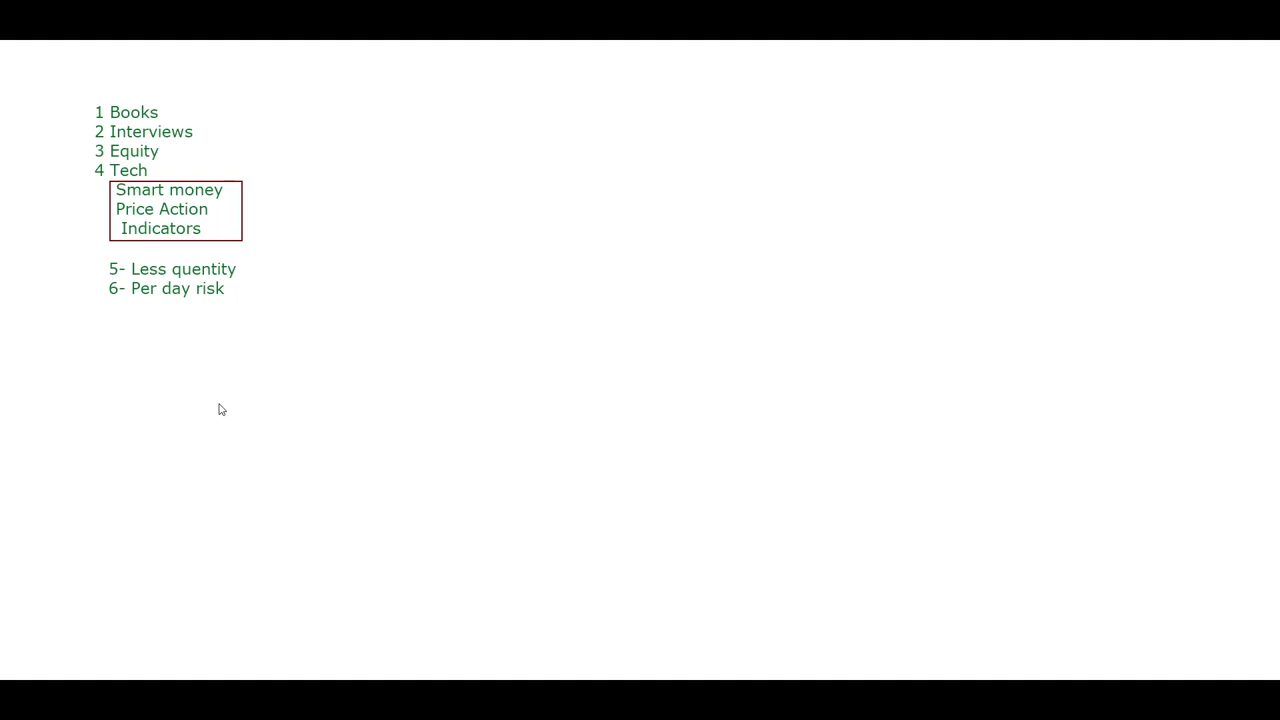 1 Books
2 Interviews
3 Equity
4 Tech
Smart money
Price Action
Indicators
5- Less quentity
6- Per day risk